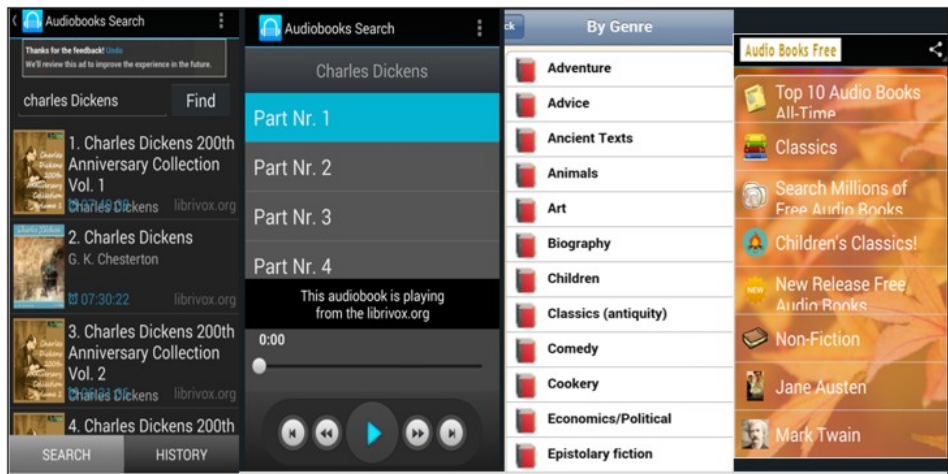 Audiobooks Search
Thanks for the feedback! Undo
We'll review this ad to improve the experience in the future.
charles Dickens
Find
1. Charles Dickens 200th
Anniversary Collection
Vol. 1
Charles Dickens
librivox.org
2. Charles Dickens
G. K. Chesterton
07:30:22
librivox.org
3. Charles Dickens 200th
Anniversary Collection
Vol. 2
Charles Dickens
librivox.org
4. Charles Dickens 200th
SEARCH
HISTORY
Audiobooks Search
Charles Dickens
Part Nr. 1
Part Nr. 2
Part Nr. 3
Part Nr. 4
This audiobook is playing
from the librivox.org
0:00
By Genre
Adventure
Advice
Ancient Texts
Animals
Art
Biography
Children
Classics (antiquity)
Comedy
Cookery
Economics/Political
Epistolary fiction
Audio Books Free
Top 10 Audio Books
All-Time
Classics
Search Millions of
Free Audio Books
Children's Classics!
NEW
New Release Free
Audio Books
Non-Fiction
Jane Austen
Mark Twain